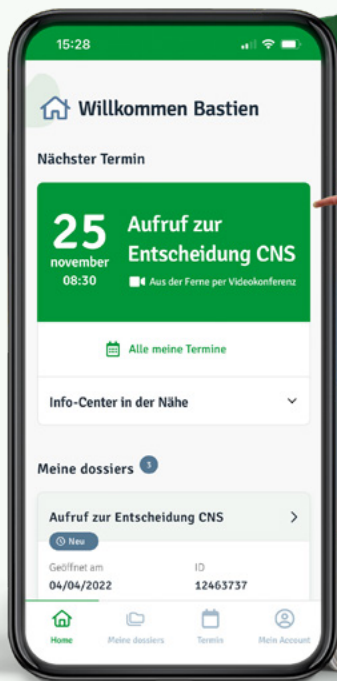 15:28
Willkommen Bastien
Nächster Termin
25
november
08:30
Aufruf zur
Entscheidung CNS
Aus der Ferne per Videokonferenz
Alle meine Termine
Info-Center in der Nähe
Meine dossiers 3
Aufruf zur Entscheidung CNS
Neu
Geöffnet am
ID
04/04/2022
12463737
Home
Meine dossiers
Termin
Mein Account